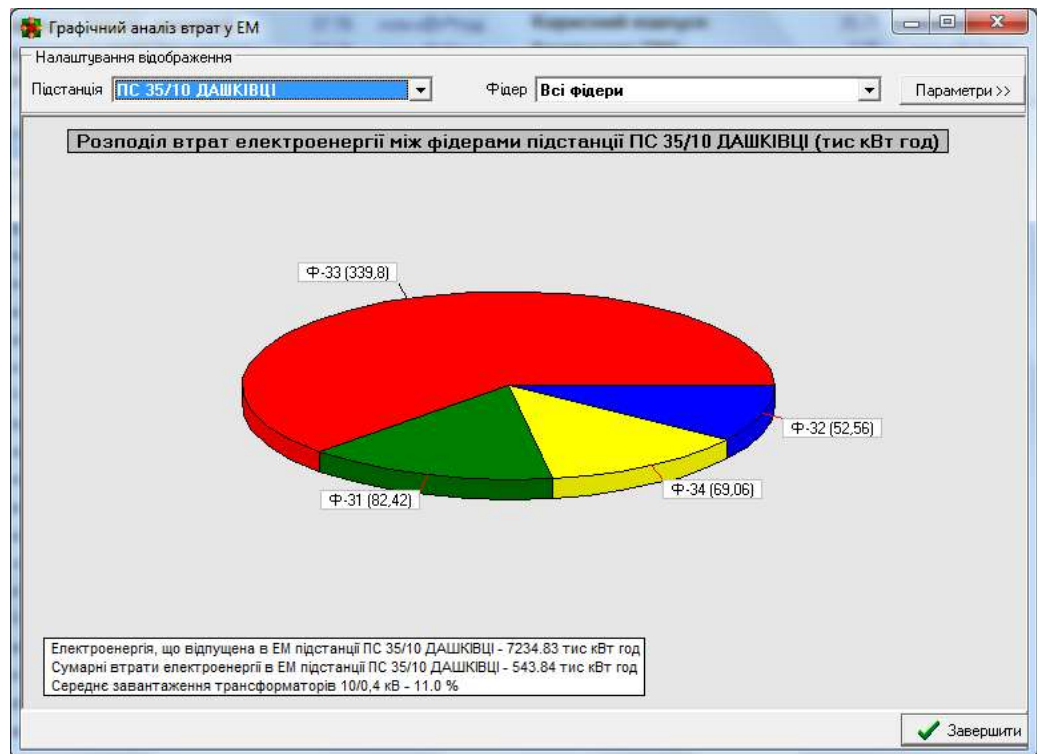 Графічний аналіз втрат у ЕМ
Налаштування відображення
Підстанція ПС 35/10 ДАШКІВЦІ Фідер Всі фідери Параметри >>
Розподіл втрат електроенергії між фідерами підстанції ПС 35/10 ДАШКІВЦІ (тис кВт год)
Ф-33 (339,8)
Ф-32 (52,56)
Ф-34 (69,06)
Ф-31 (82,42)
Електроенергія, що відпущена в ЕМ підстанції ПС 35/10 ДАШКІВЦІ - 7234.83 тис кВт год
Сумарні втрати електроенергії в ЕМ підстанції ПС 35/10 ДАШКІВЦІ - 543.84 тис кВт год
Середнє завантаження трансформаторів 10/0,4 кВ - 11.0 %
Завершити